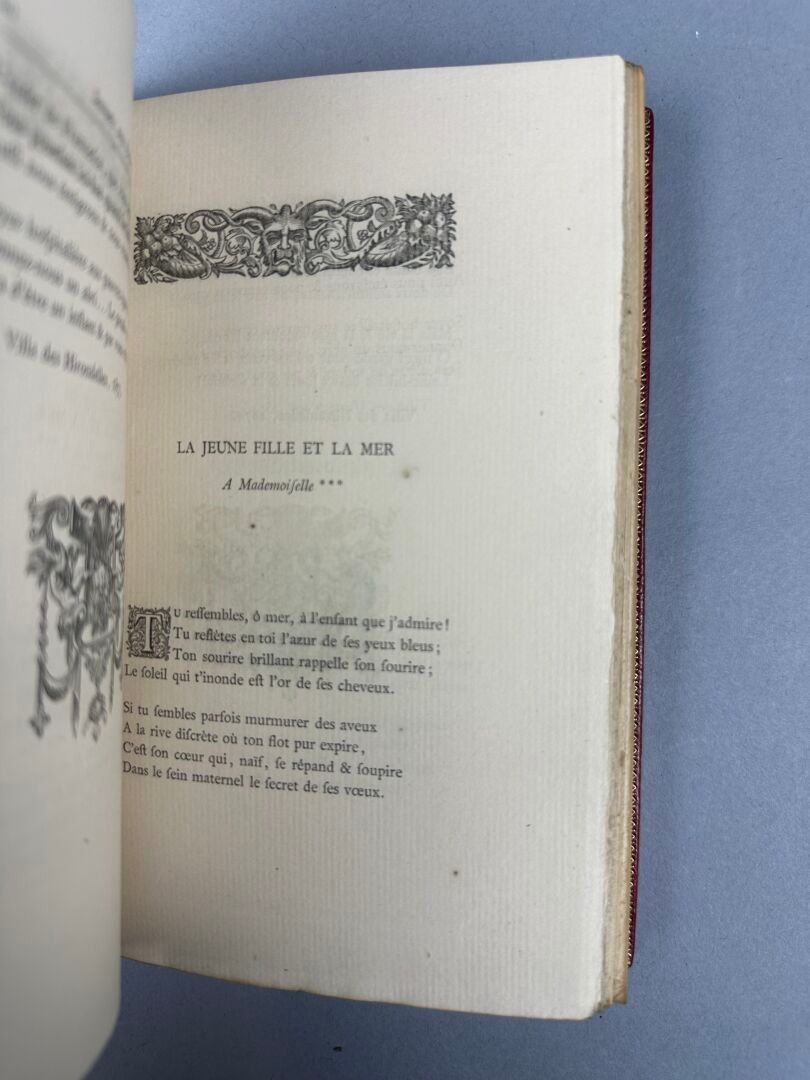 Ville des Hirondelles,
LA JEUNE FILLE ET LA MER
A Mademoiſelle ***
TU reſſembles, ô mer, à l'enfant que j'admire!
Tu reflètes en toi l'azur de ſes yeux bleus;
Ton sourire brillant rappelle ſon ſourire;
Le ſoleil qui t'inonde eſt l'or de ſes cheveux.
Si tu ſembles parfois murmurer des aveux
A la rive diſcrète où ton flot pur expire,
C'eſt ſon cœur qui, naïf, ſe répand & ſoupire
Dans le ſein maternel le ſecret de ſes vœux.